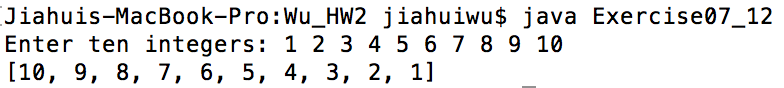 Jiahuis-MacBook-Pro:Wu_HW2 jiahuiwu$ java Exercise07_12
Enter ten integers: 1 2 3 4 5 6 7 8 9 10
[10, 9, 8, 7, 6, 5, 4, 3, 2, 1]